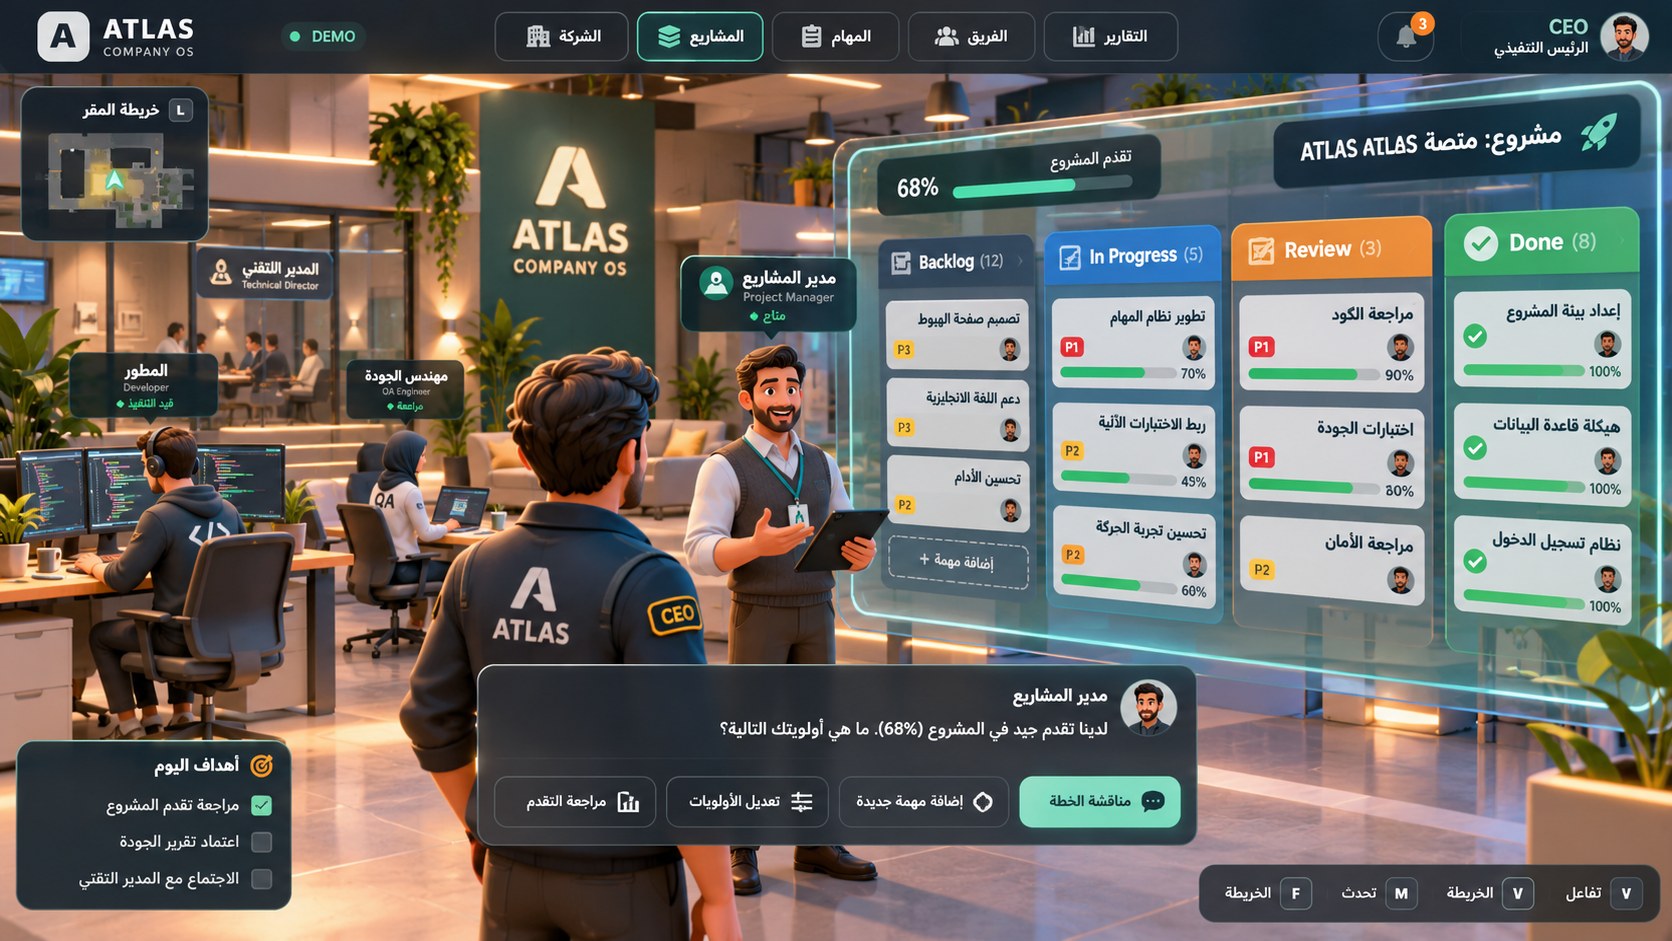 A ATLAS
COMPANY OS
DEMO
الشركة
المشاريع
المهام
الفريق
التقارير
3
CEO
الرئيس التنفيذي
خريطة المقر
L
ATLAS
COMPANY OS
المدير اللتقني
Technical Director
المطور
Developer
قيد التنفيذ
مهندس الجودة
QA Engineer
مدير المشاريع
Project Manager
متاح
مشروع: متصة ATLAS ATLAS
تقدم المشروع
68%
Backlog (12)
تصميم صفحة الهبوط
P3
دعم اللغة الانجليزية
P3
تحسين الأدام
P2
إضافة مهمة +
In Progress (5)
تطوير نظام المهام
P1
70%
ربط الاختبارات الأنية
P2
45%
تحسين تجربة الحركة
P2
60%
Review (3)
مراجعة الكود
P1
90%
اختبارات الجودة
P1
80%
مراجعة الأمان
P2
Done (8)
إعداد بيئة المشروع
100%
هيكلة قاعدة البيانات
100%
نظام تسجيل الدخول
100%
QA
</>
A
ATLAS
CEO
مدير المشاريع
لدينا تقدم جيد في المشروع (68%). ما هي أولويتك التالية؟
مناقشة الخطة
إضافة مهمة جديدة
تعديل الأولويات
مراجعة التقدم
أهداف اليوم
مراجعة تقدم المشروع
اعتماد تقرير الجودة
الاجتماع مع المدير التقتي
V تفاعل
V الخريطة
M تحدث
F الخريطة